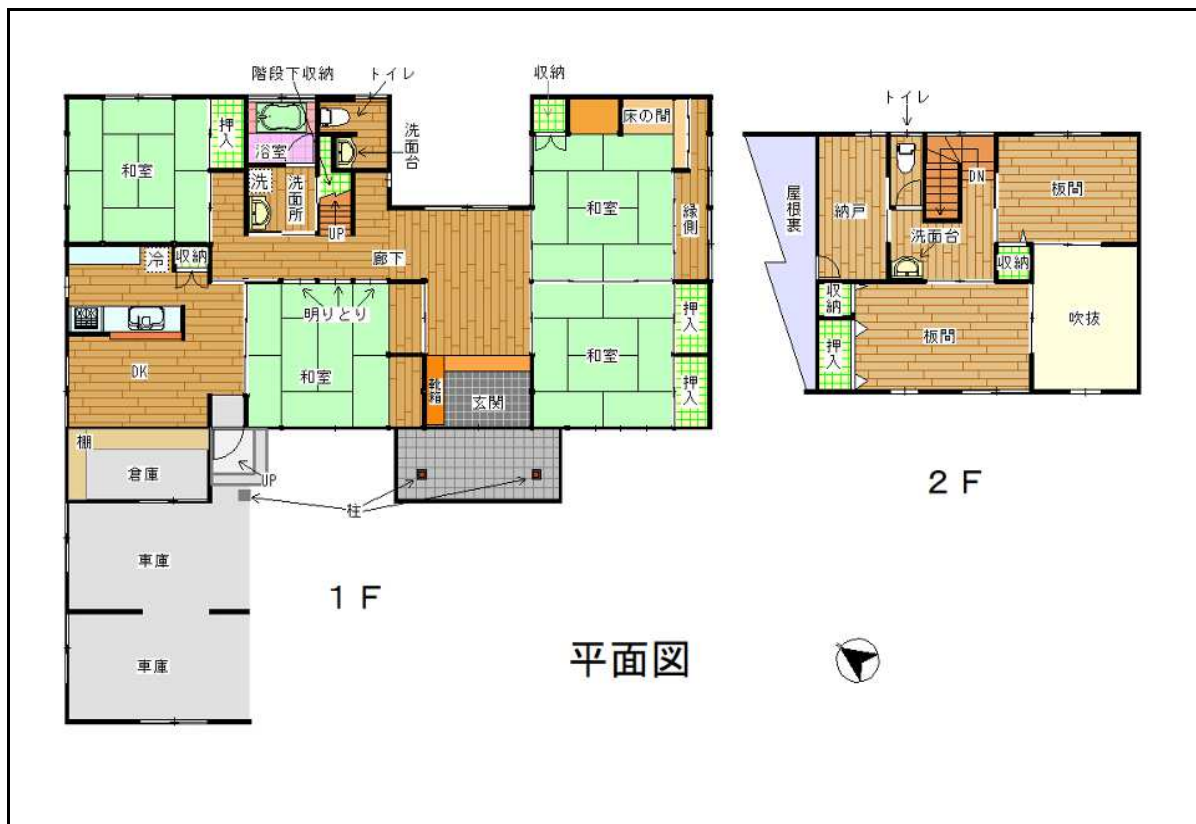 階段下収納
トイレ
収納
押入
浴室
洗面台
床の間
和室
洗
洗面所
UP
和室
縁側
冷
収納
廊下
明りとり
押入
DK
和室
靴箱
玄関
和室
押入
棚
倉庫
UP
柱
車庫
車庫
1F
トイレ
屋根裏
納戸
DN
板間
洗面台
収納
収納
押入
板間
吹抜
2F
平面図